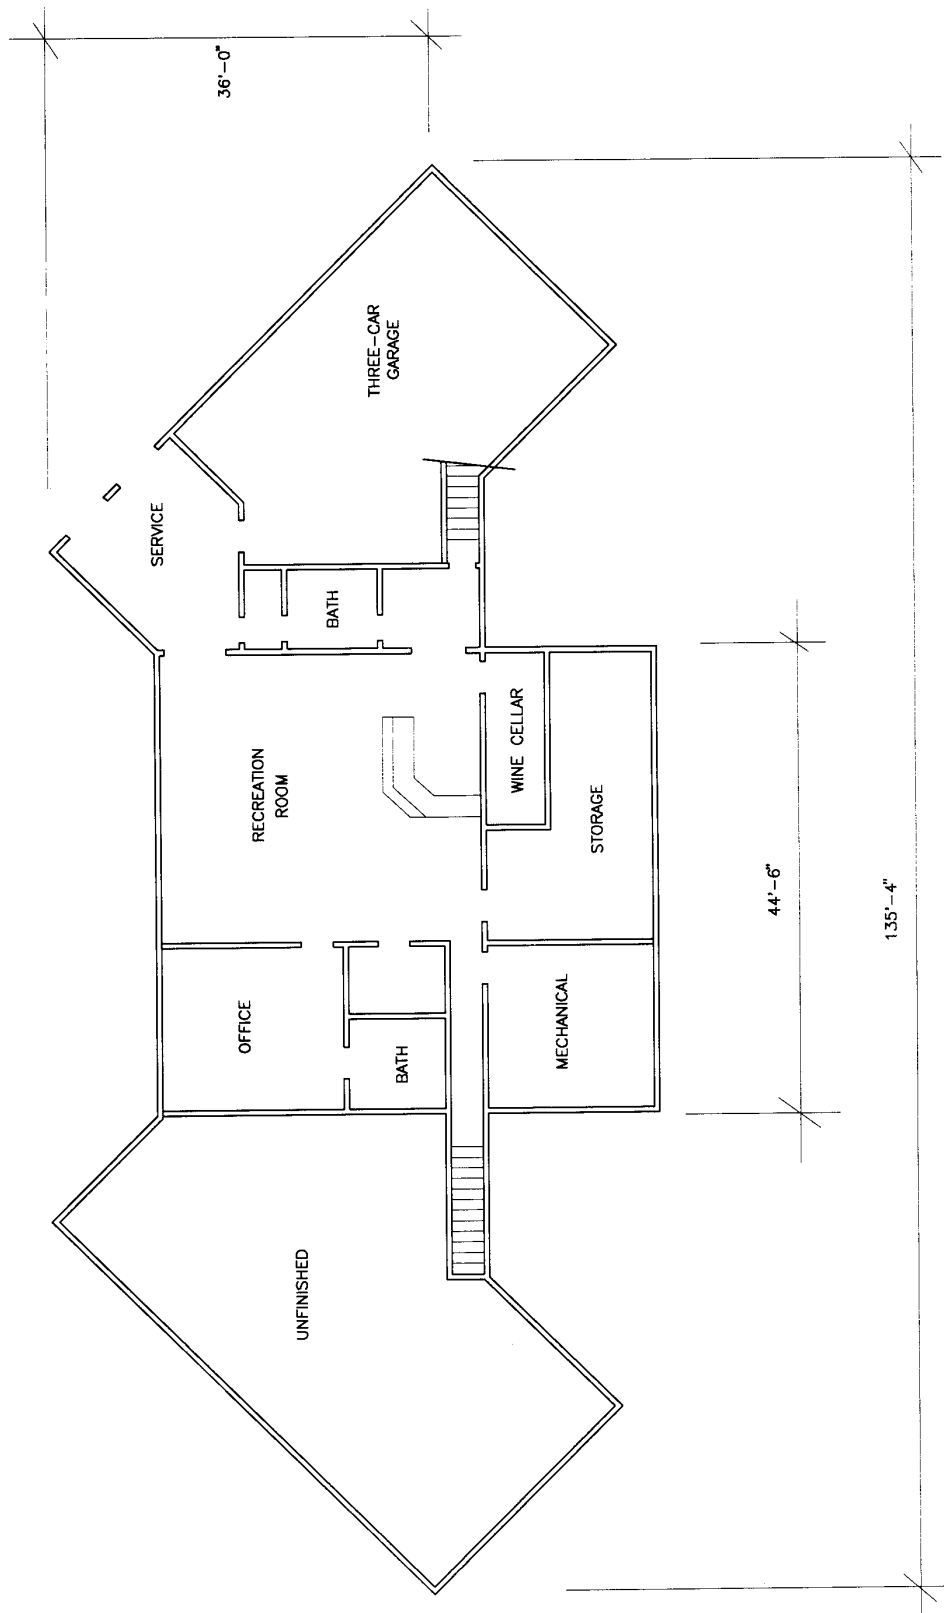 36'-0"
THREE-CAR
GARAGE
SERVICE
BATH
RECREATION
ROOM
WINE CELLAR
STORAGE
OFFICE
BATH
MECHANICAL
UNFINISHED
44'-6"
135'-4"